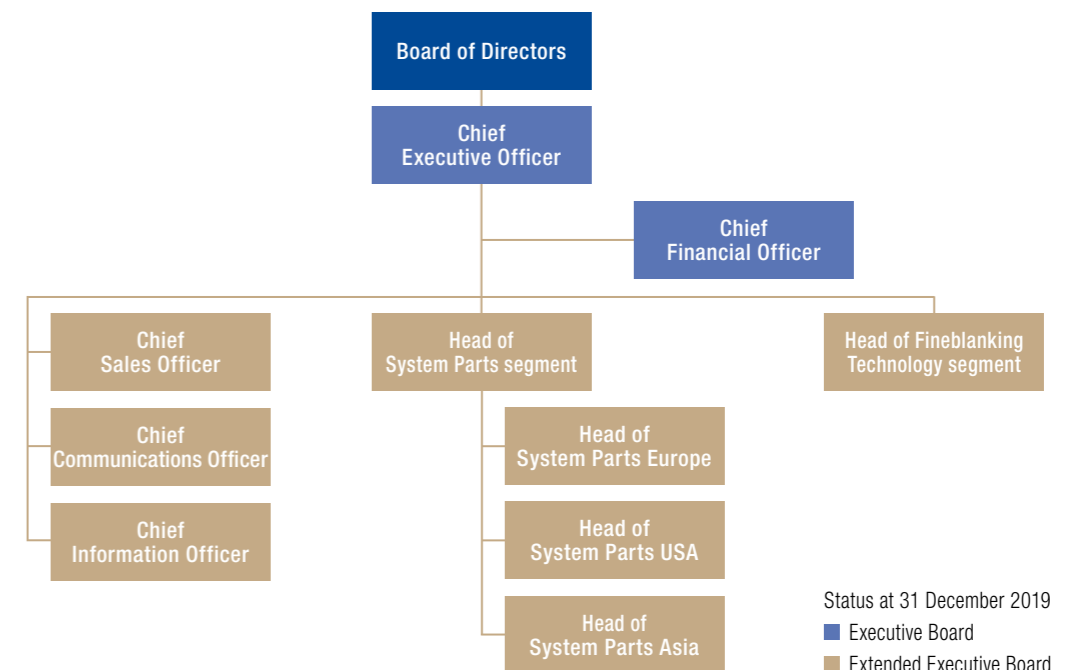 Board of Directors
Chief
Executive Officer
Chief
Financial Officer
Chief
Sales Officer
Head of
System Parts segment
Head of Fineblanking
Technology segment
Chief
Communications Officer
Head of
System Parts Europe
Chief
Information Officer
Head of
System Parts USA
Head of
System Parts Asia
Status at 31 December 2019
Executive Board
Extended Executive Board